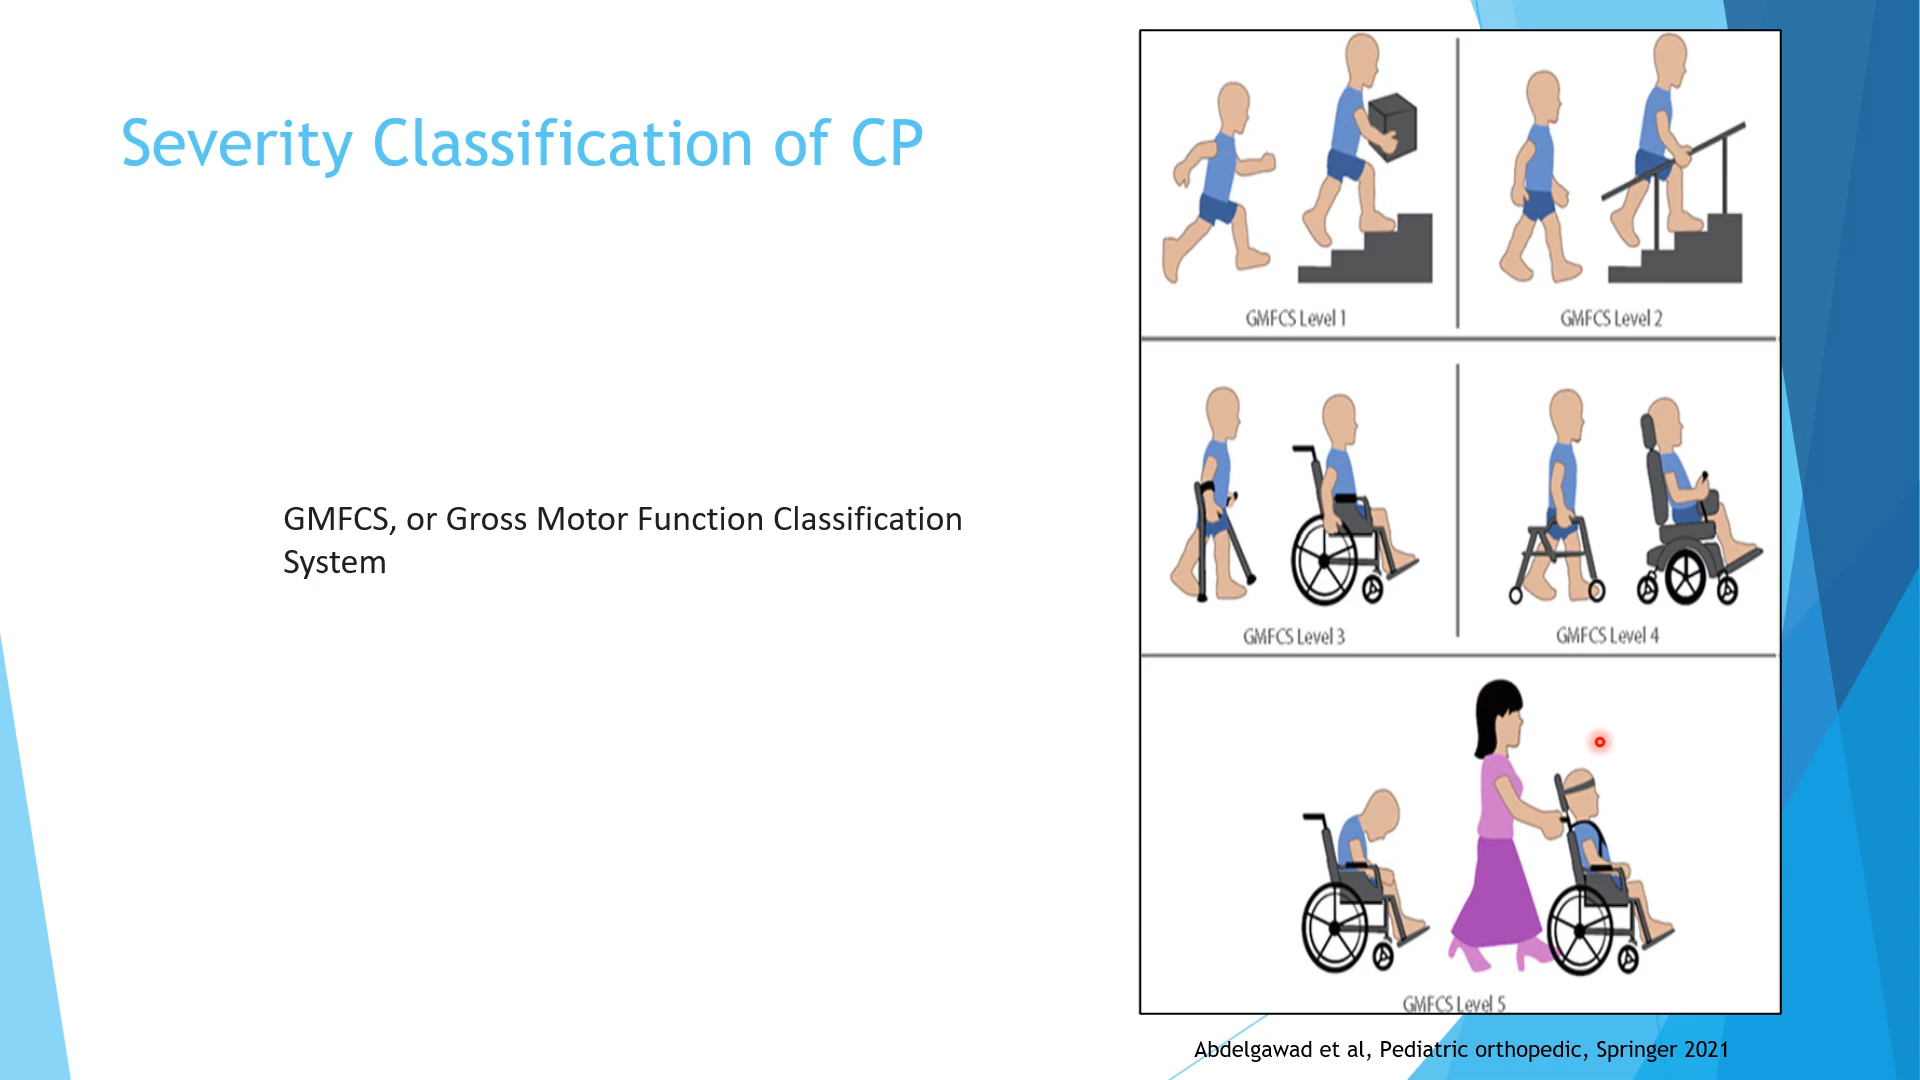 Severity Classification of CP
GMFCS, or Gross Motor Function Classification
System
GMFCS Level 1
GMFCS Level 2
GMFCS Level 3
GMFCS Level 4
GMFCS Level 5
Abdelgawad et al, Pediatric orthopedic, Springer 2021